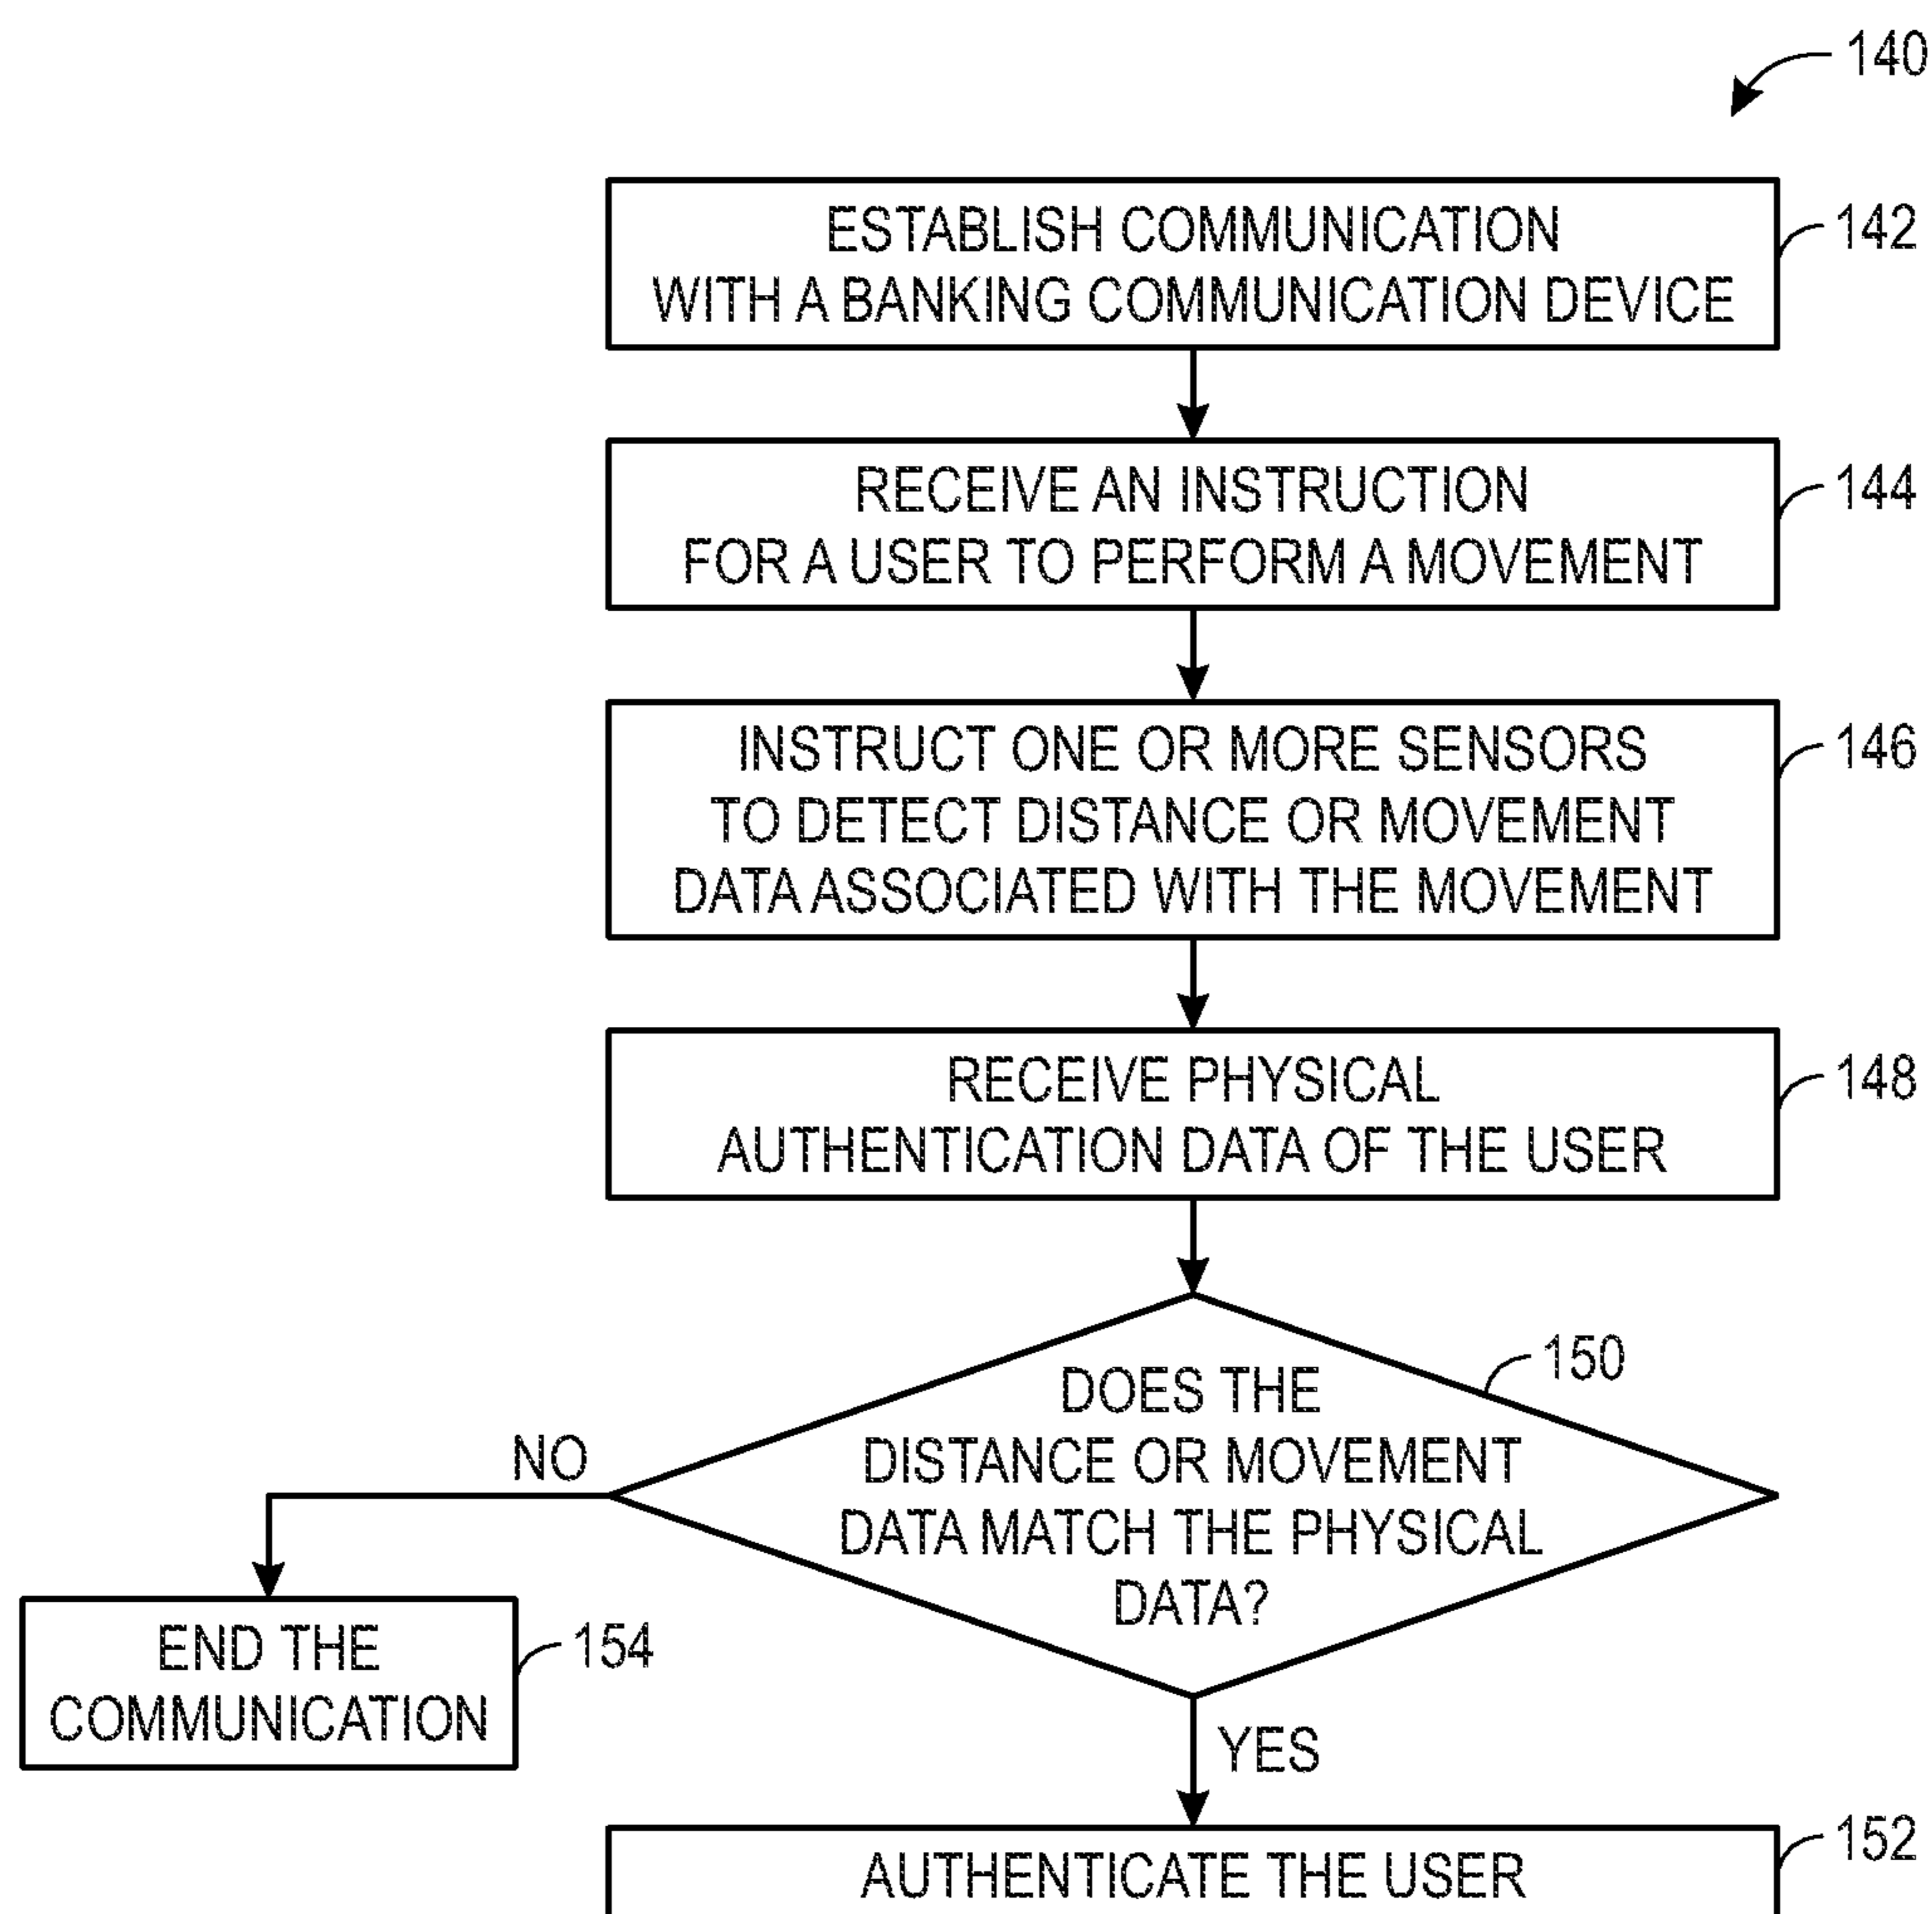 140
ESTABLISH COMMUNICATION
WITH A BANKING COMMUNICATION DEVICE
142
RECEIVE AN INSTRUCTION
FOR A USER TO PERFORM A MOVEMENT
144
INSTRUCT ONE OR MORE SENSORS
TO DETECT DISTANCE OR MOVEMENT
DATA ASSOCIATED WITH THE MOVEMENT
146
RECEIVE PHYSICAL
AUTHENTICATION DATA OF THE USER
148
DOES THE
DISTANCE OR MOVEMENT
DATA MATCH THE PHYSICAL
DATA?
150
NO
END THE
COMMUNICATION
154
YES
AUTHENTICATE THE USER
152